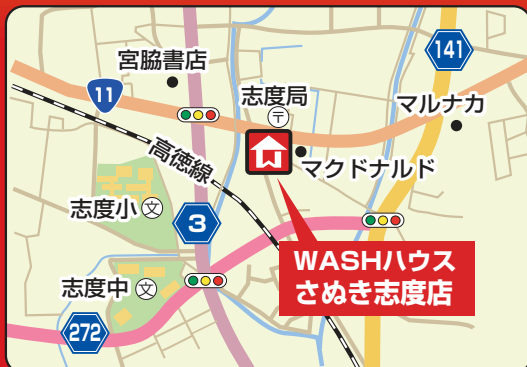 141
宮脇書店
11
志度局
〒
マルナカ
マクドナルド
高徳線
志度小
文
3
WASHハウス
さぬき志度店
志度中
文
272